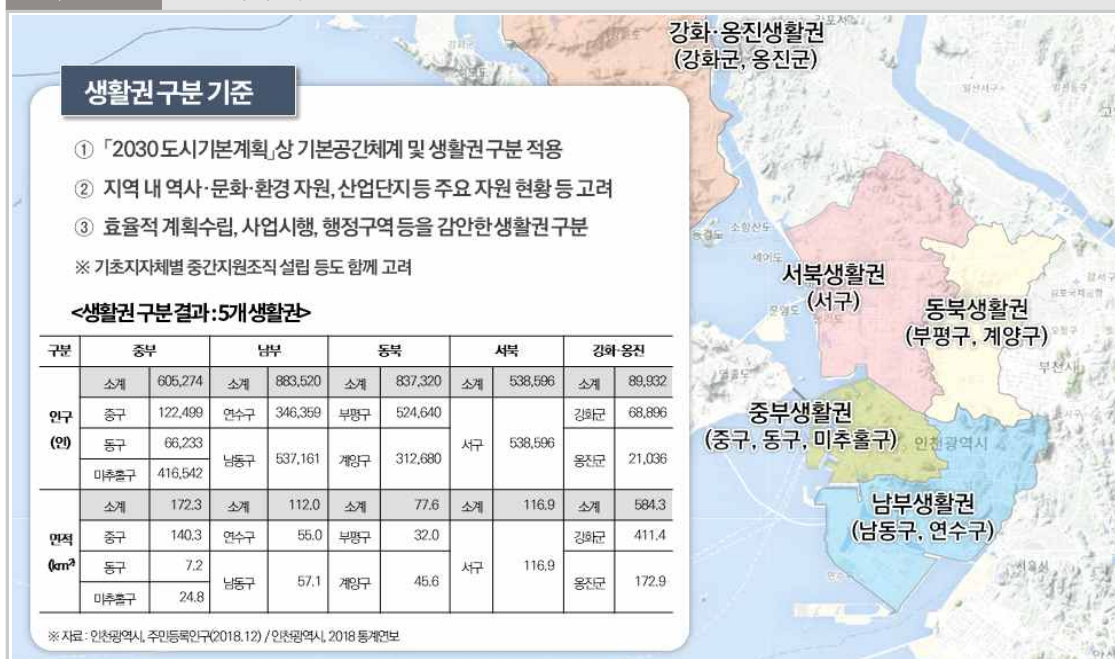 강화·옹진생활권
(강화군, 옹진군)
생활권 구분 기준
① 「2030 도시기본계획」상 기본공간체계 및 생활권 구분 적용
② 지역 내 역사·문화·환경 자원, 산업단지 등 주요 자원 현황 등 고려
③ 효율적 계획수립, 사업시행, 행정구역 등을 감안한 생활권 구분
※ 기초지자체별 중간지원조직 설립 등도 함께 고려
<생활권 구분 결과 : 5개 생활권>
구분 중부 남부 동북 서북 강화·옹진
인구 (인)
소계 605,274 소계 883,520 소계 837,320 소계 538,596 소계 89,932
중구 122,499 연수구 346,359 부평구 524,640 서구 538,596 강화군 68,896
동구 66,233 남동구 537,161 계양구 312,680 옹진군 21,036
미추홀구 416,542
면적 (km²)
소계 172.3 소계 112.0 소계 77.6 소계 116.9 소계 584.3
중구 140.3 연수구 55.0 부평구 32.0 서구 116.9 강화군 411.4
동구 7.2 남동구 57.1 계양구 45.6 옹진군 172.9
미추홀구 24.8
※ 자료 : 인천광역시, 주민등록인구(2018.12) / 인천광역시, 2018 통계연보
서북생활권
(서구)
동북생활권
(부평구, 계양구)
중부생활권
(중구, 동구, 미추홀구)
인천광역시
남부생활권
(남동구, 연수구)
소항산도
세어도
부천시